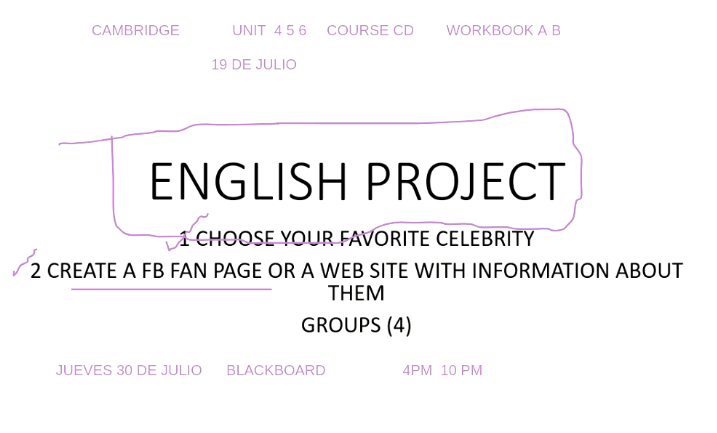 CAMBRIDGE UNIT 4 5 6 COURSE CD WORKBOOK A B
19 DE JULIO
ENGLISH PROJECT
1 CHOOSE YOUR FAVORITE CELEBRITY
2 CREATE A FB FAN PAGE OR A WEB SITE WITH INFORMATION ABOUT
THEM
GROUPS (4)
JUEVES 30 DE JULIO BLACKBOARD 4PM 10 PM